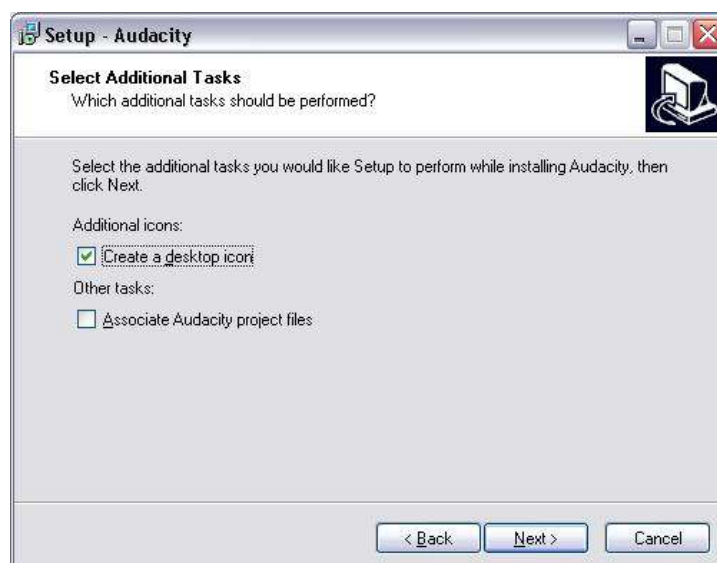 Setup - Audacity
Select Additional Tasks
Which additional tasks should be performed?
Select the additional tasks you would like Setup to perform while installing Audacity, then
click Next.
Additional icons:
Create a desktop icon
Other tasks:
Associate Audacity project files
< Back
Next >
Cancel